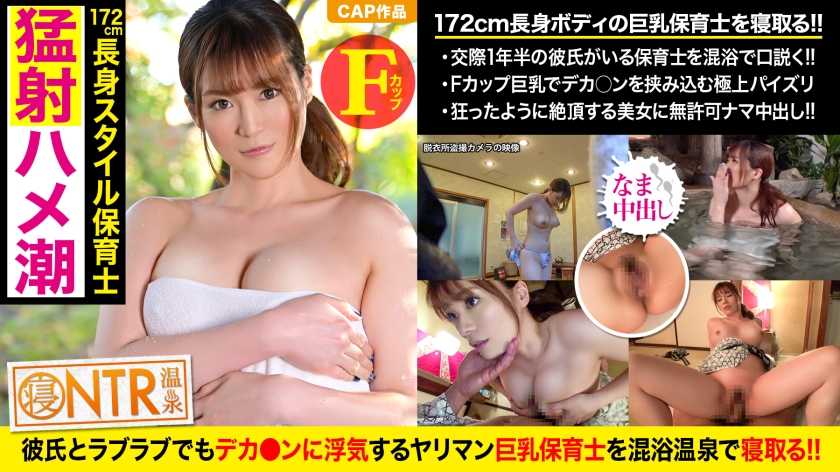 172cm
長身スタイル保育士
猛射ハメ潮
CAP作品
Fカップ
172cm長身ボディの巨乳保育士を寝取る!!
・交際1年半の彼氏がいる保育士を混浴で口説く!!
・Fカップ巨乳でデカ○ンを挟み込む極上パイズリ
・狂ったように絶頂する美女に無許可ナマ中出し!!
脱衣所盗撮カメラの映像
なま
中出し
寝NTR温泉
彼氏とラブラブでもデカ●ンに浮気するヤリマン巨乳保育士を混浴温泉で寝取る!!